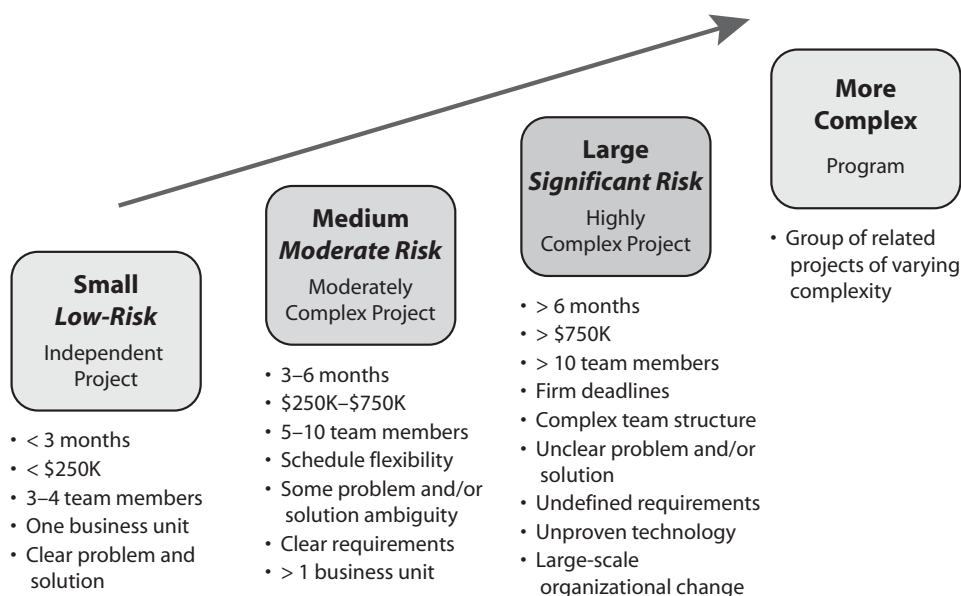 Small
Low-Risk
Independent
Project
• < 3 months
• < $250K
• 3–4 team members
• One business unit
• Clear problem and
solution
Medium
Moderate Risk
Moderately
Complex Project
• 3–6 months
• $250K–$750K
• 5–10 team members
• Schedule flexibility
• Some problem and/or
solution ambiguity
• Clear requirements
• > 1 business unit
Large
Significant Risk
Highly
Complex Project
• > 6 months
• > $750K
• > 10 team members
• Firm deadlines
• Complex team structure
• Unclear problem and/or
solution
• Undefined requirements
• Unproven technology
• Large-scale
organizational change
More
Complex
Program
• Group of related
projects of varying
complexity